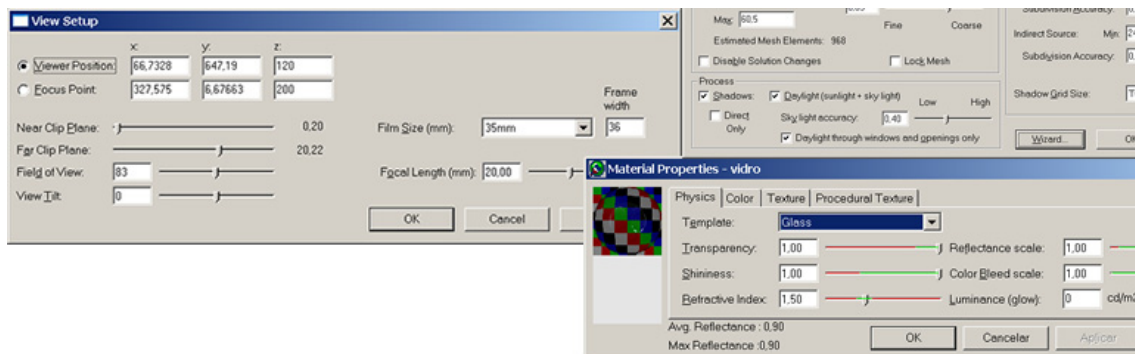 View Setup
x: y: z:
Viewer Position: 66,7328 647,19 120
Focus Point: 327,575 6,67663 200
Frame width
Near Clip Plane: 0,20 Film Size (mm): 35mm 36
Far Clip Plane: 20,22
Field of View: 83 Focal Length (mm): 20,00
View Tilt: 0
OK Cancel
Max: 60.5
Fine Coarse
Estimated Mesh Elements: 968
Disable Solution Changes Lock Mesh
Process
Shadows: Daylight (sunlight + sky light)
Low High
Direct Only
Sky light accuracy: 0,40
Daylight through windows and openings only
Subdivision Accuracy:
Indirect Source: Min:
Subdivision Accuracy:
Shadow Grid Size:
Wizard...
Material Properties - vidro
Physics Color Texture Procedural Texture
Template: Glass
Transparency: 1,00 Reflectance scale: 1,00
Shininess: 1,00 Color Bleed scale: 1,00
Refractive Index: 1,50 Luminance (glow): 0 cd/m
Avg. Reflectance : 0,90
Max Reflectance :0,90
OK Cancelar Aplicar